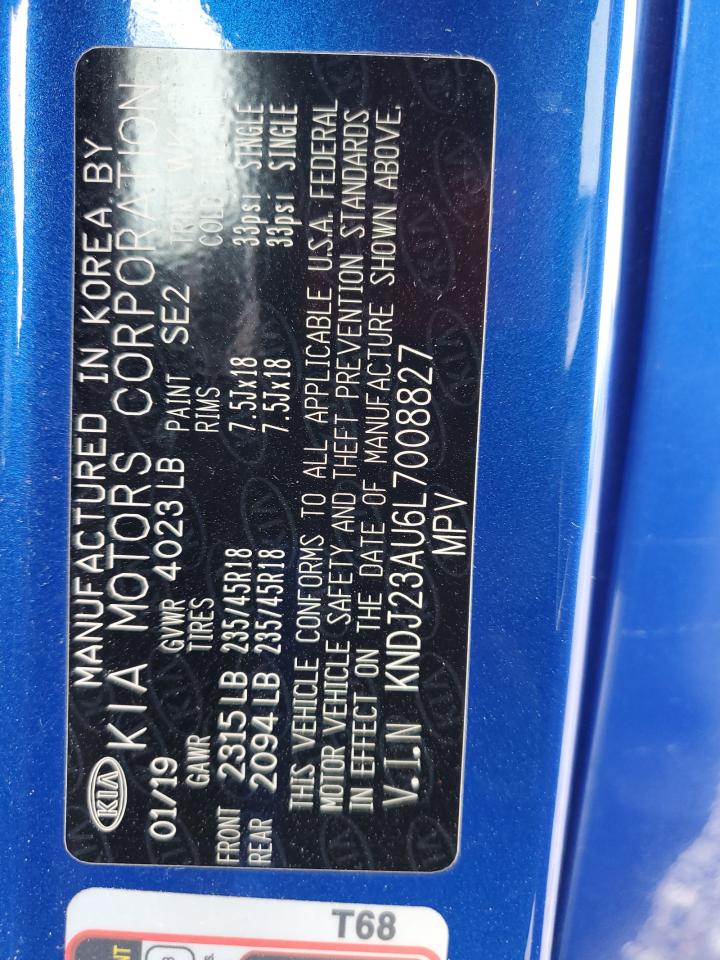 MANUFACTURED IN KOREA BY
KIA KIA MOTORS CORPORATION
01/19 GVWR 4023 LB PAINT SE2 TRIM
GAWR TIRES RIMS COLD
FRONT 2315 LB 235/45R18 7.5Jx18 33psi SINGLE
REAR 2094 LB 235/45R18 7.5Jx18 33psi SINGLE
THIS VEHICLE CONFORMS TO ALL APPLICABLE U.S.A. FEDERAL
MOTOR VEHICLE SAFETY AND THEFT PREVENTION STANDARDS
IN EFFECT ON THE DATE OF MANUFACTURE SHOWN ABOVE.
V.I.N KNDJ23AU6L7008827
MPV
T68